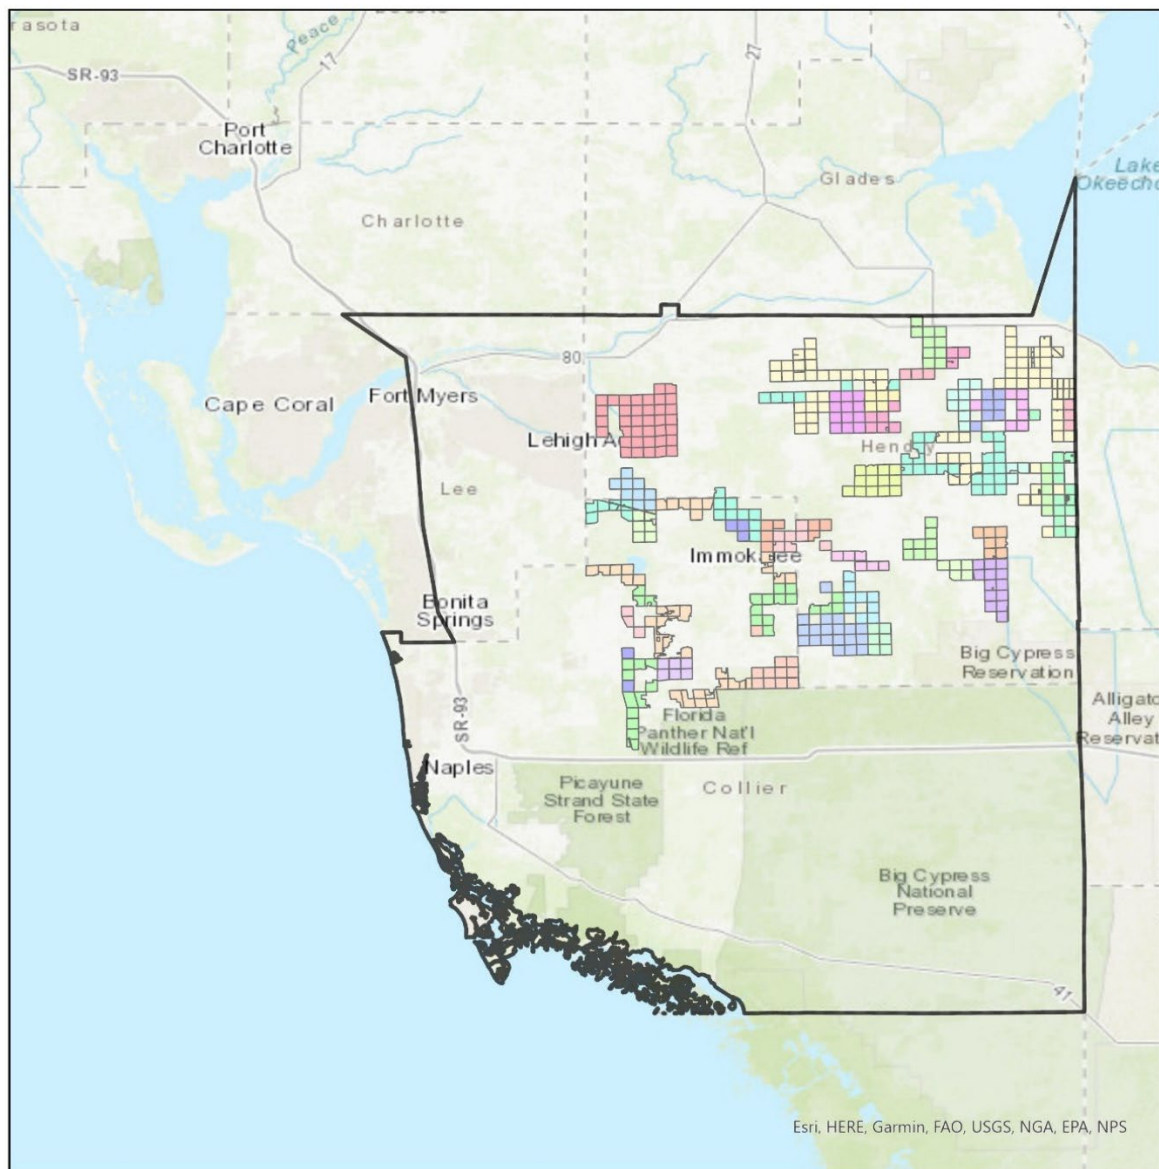 rasota
Peace
17
27
SR-93
Port
Charlotte
Lake
Glades
Charlotte
80
Fort Myers
Cape Coral
Lehigh A
Hendry
Lee
Immokalee
Bonita
Springs
Big Cypress
Reservation
SR-93
Florida
Panther Nat'l
Wildlife Ref
Alligato
Alley
Reservat
Naples
Picayune
Strand State
Forest
Collier
Big Cypress
National
Preserve
41
Esri, HERE, Garmin, FAO, USGS, NGA, EPA, NPS